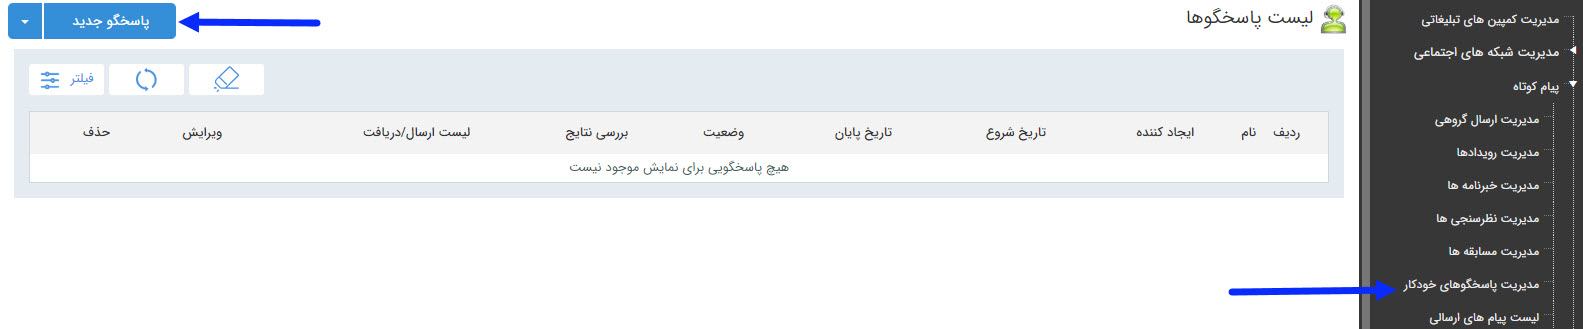 مدیریت کمپین های تبلیغاتی
مدیریت شبکه های اجتماعی
پیام کوتاه
مدیریت ارسال گروهی
مدیریت رویدادها
مدیریت خبرنامه ها
مدیریت نظرسنجی ها
مدیریت مسابقه ها
مدیریت پاسخگوهای خودکار
لیست پیام های ارسالی
لیست پاسخگوها
پاسخگو جدید
فیلتر
ردیف نام ایجاد کننده تاریخ شروع تاریخ پایان وضعیت بررسی نتایج لیست ارسال/دریافت ویرایش حذف
هیچ پاسخگویی برای نمایش موجود نیست